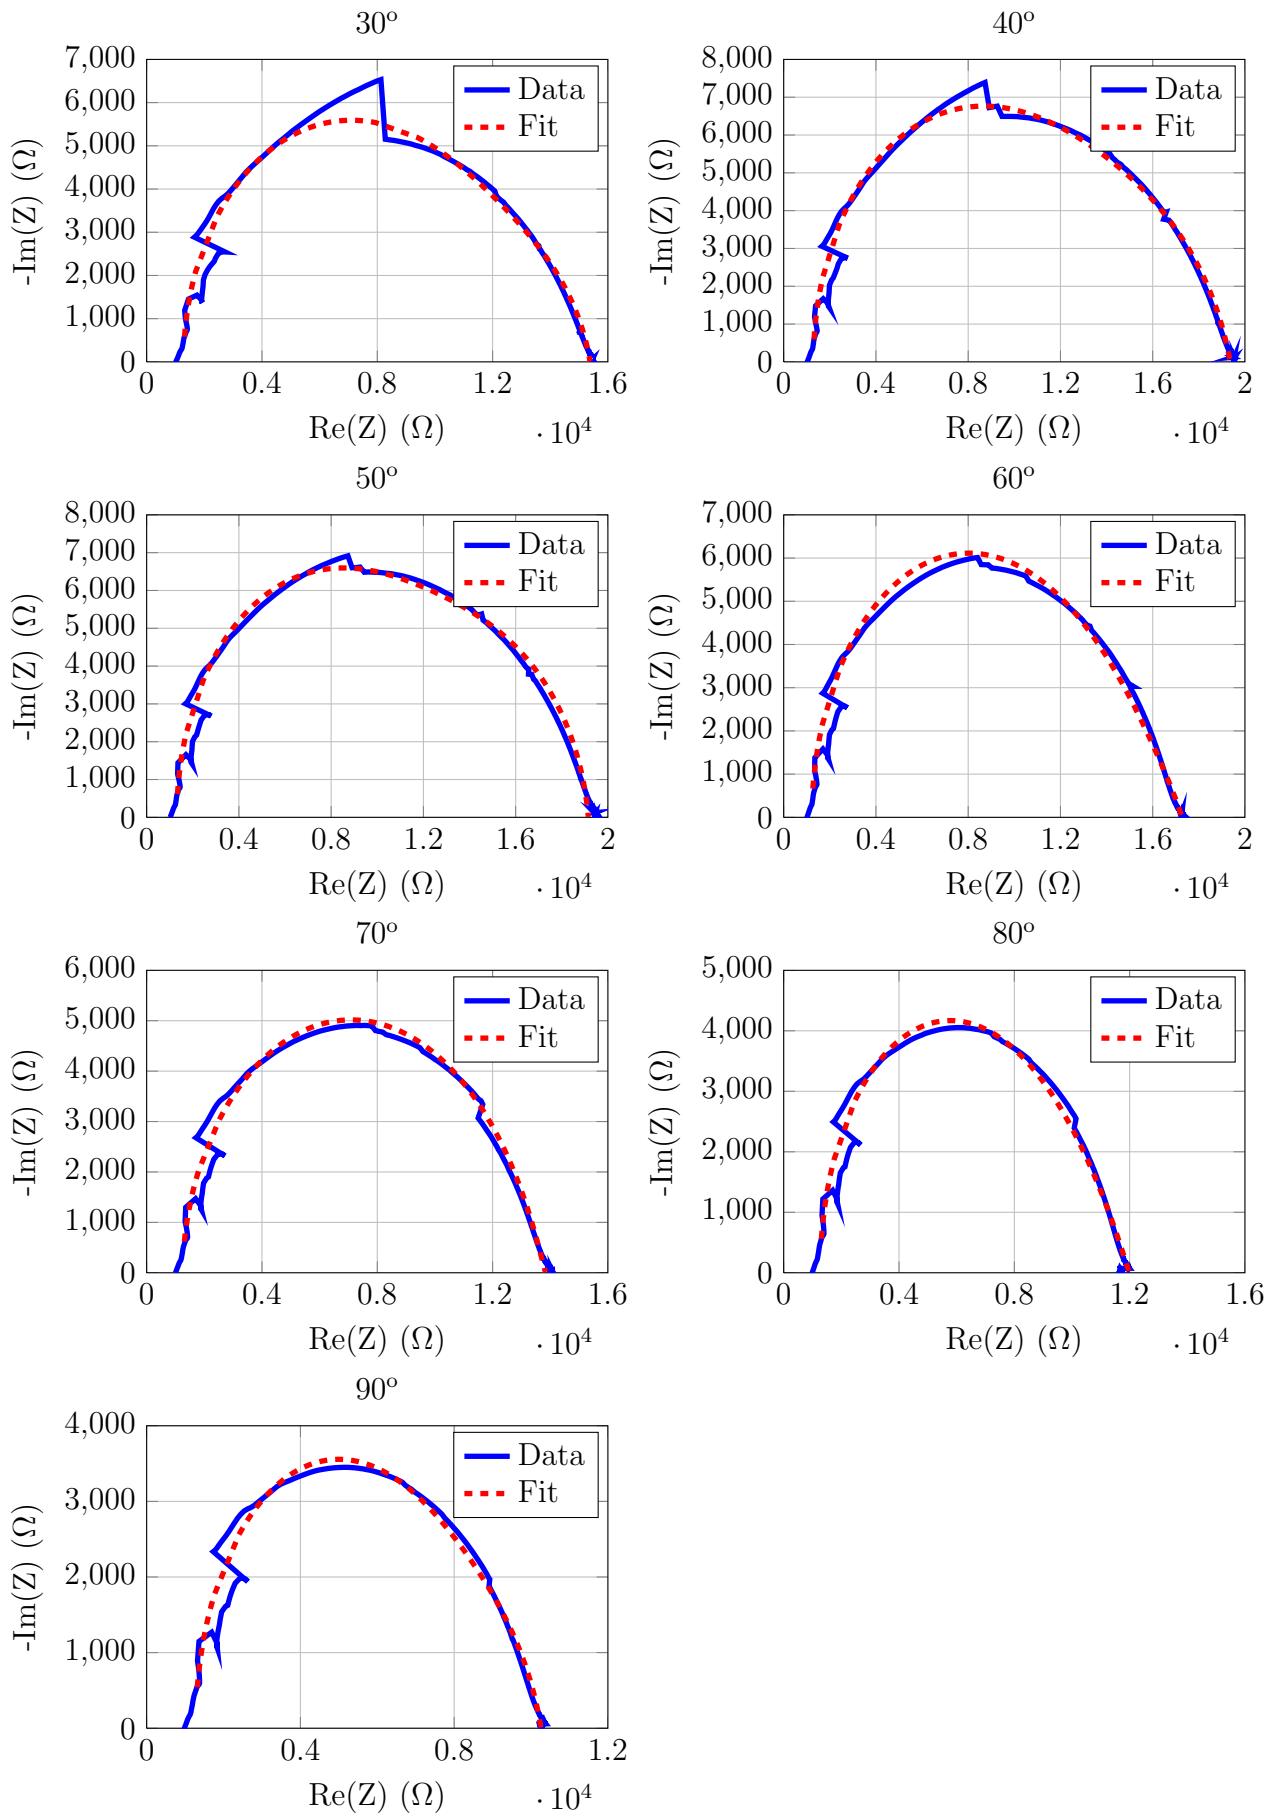 30º
7,000
6,000
5,000
4,000
3,000
2,000
1,000
0
0 0.4 0.8 1.2 1.6
Re(Z) (Ω)
· 10⁴
-Im(Z) (Ω)
Data
Fit
40º
8,000
7,000
6,000
5,000
4,000
3,000
2,000
1,000
0
0 0.4 0.8 1.2 1.6 2
Re(Z) (Ω)
· 10⁴
-Im(Z) (Ω)
Data
Fit
50º
8,000
7,000
6,000
5,000
4,000
3,000
2,000
1,000
0
0 0.4 0.8 1.2 1.6 2
Re(Z) (Ω)
· 10⁴
-Im(Z) (Ω)
Data
Fit
60º
7,000
6,000
5,000
4,000
3,000
2,000
1,000
0
0 0.4 0.8 1.2 1.6 2
Re(Z) (Ω)
· 10⁴
-Im(Z) (Ω)
Data
Fit
70º
6,000
5,000
4,000
3,000
2,000
1,000
0
0 0.4 0.8 1.2 1.6
Re(Z) (Ω)
· 10⁴
-Im(Z) (Ω)
Data
Fit
80º
5,000
4,000
3,000
2,000
1,000
0
0 0.4 0.8 1.2 1.6
Re(Z) (Ω)
· 10⁴
-Im(Z) (Ω)
Data
Fit
90º
4,000
3,000
2,000
1,000
0
0 0.4 0.8 1.2
Re(Z) (Ω)
· 10⁴
-Im(Z) (Ω)
Data
Fit